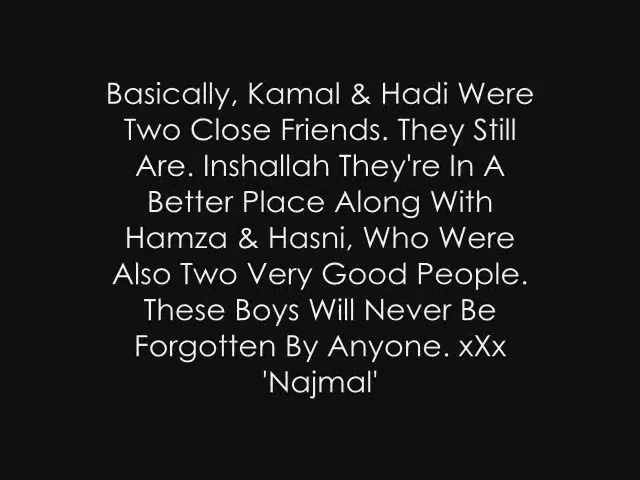 Basically, Kamal & Hadi Were
Two Close Friends. They Still
Are. Inshallah They're In A
Better Place Along With
Hamza & Hasni, Who Were
Also Two Very Good People.
These Boys Will Never Be
Forgotten By Anyone. xXx
'Najmal'